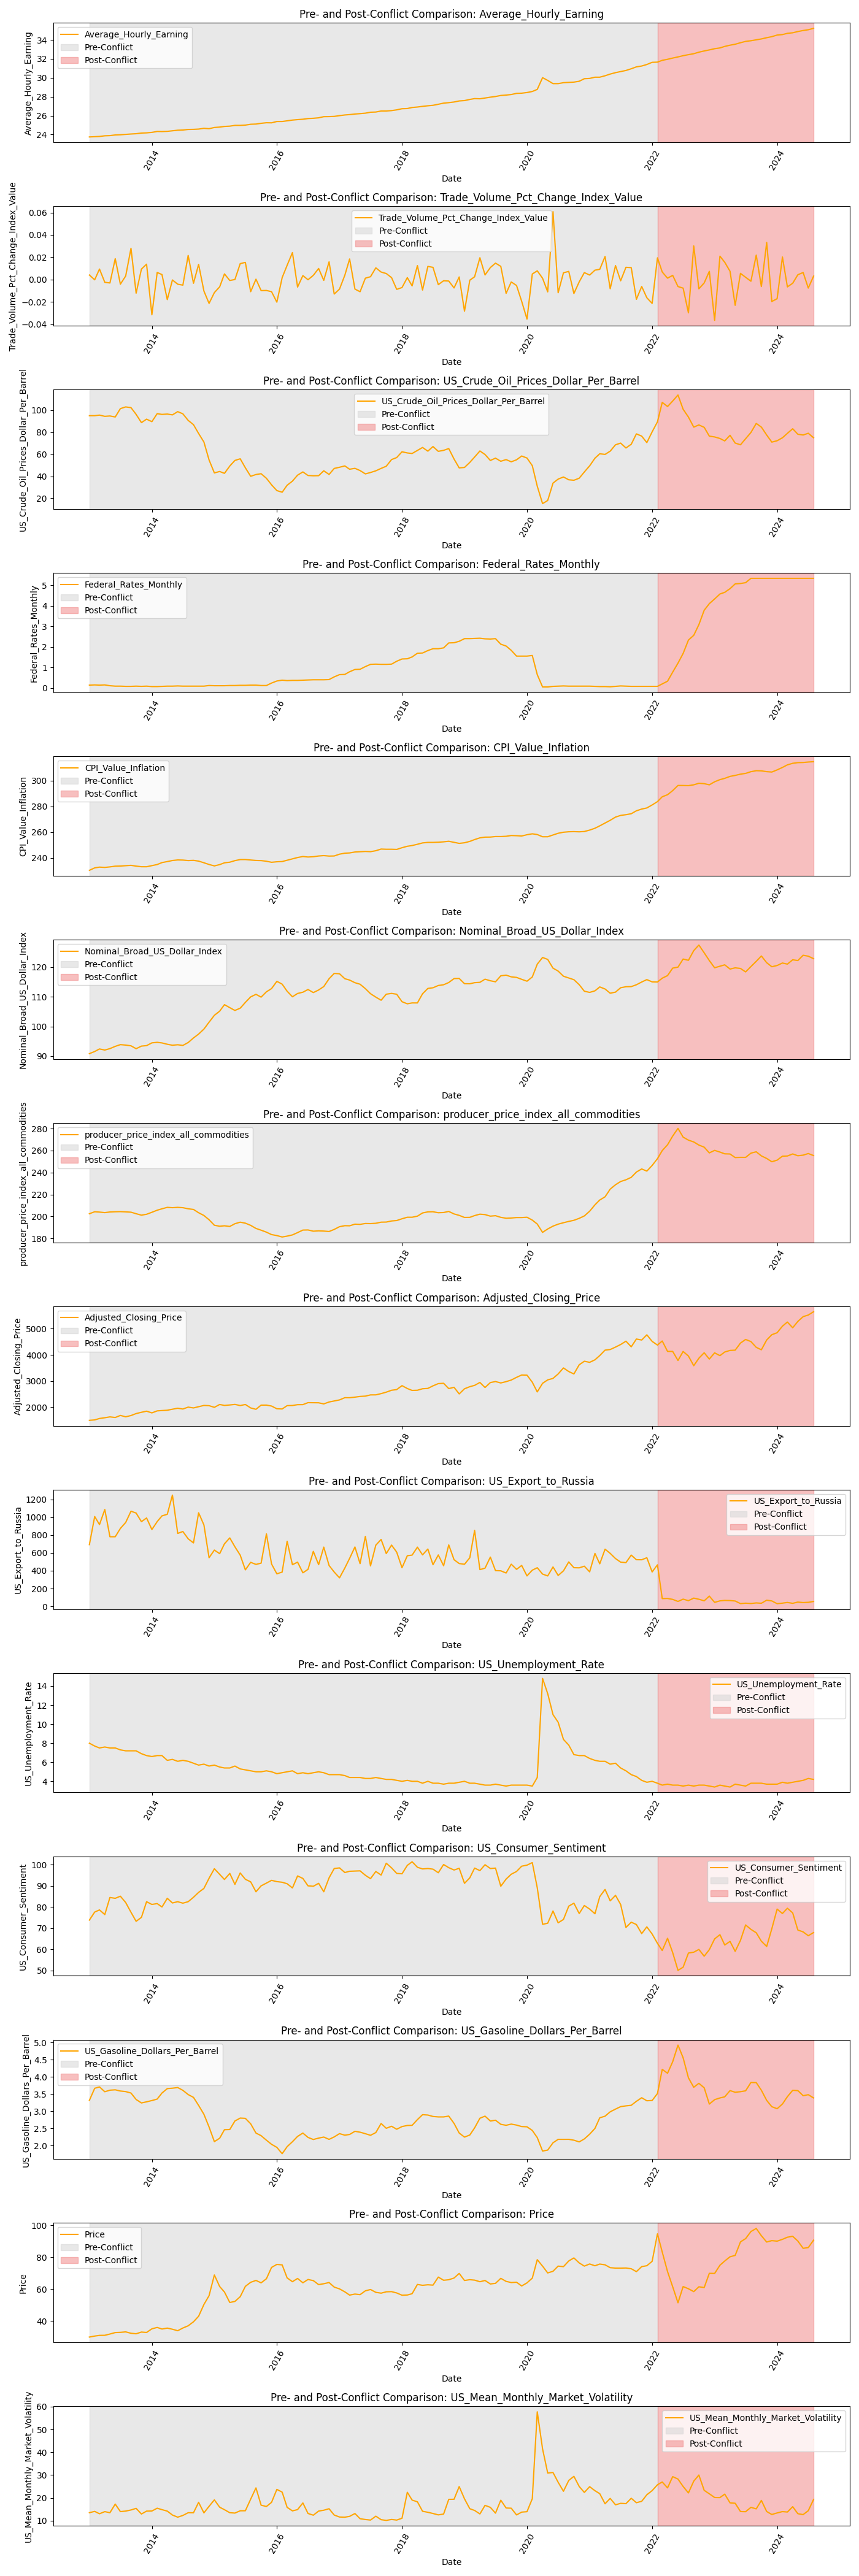 Pre- and Post-Conflict Comparison: Average_Hourly_Earning
Average_Hourly_Earning
Pre-Conflict
Post-Conflict
Average_Hourly_Earning
34
32
30
28
26
24
2014
2016
2018
2020
2022
2024
Date
Pre- and Post-Conflict Comparison: Trade_Volume_Pct_Change_Index_Value
Trade_Volume_Pct_Change_Index_Value
Pre-Conflict
Post-Conflict
Trade_Volume_Pct_Change_Index_Value
0.06
0.04
0.02
0.00
−0.02
−0.04
2014
2016
2018
2020
2022
2024
Date
Pre- and Post-Conflict Comparison: US_Crude_Oil_Prices_Dollar_Per_Barrel
US_Crude_Oil_Prices_Dollar_Per_Barrel
Pre-Conflict
Post-Conflict
US_Crude_Oil_Prices_Dollar_Per_Barrel
100
80
60
40
20
2014
2016
2018
2020
2022
2024
Date
Pre- and Post-Conflict Comparison: Federal_Rates_Monthly
Federal_Rates_Monthly
Pre-Conflict
Post-Conflict
Federal_Rates_Monthly
5
4
3
2
1
0
2014
2016
2018
2020
2022
2024
Date
Pre- and Post-Conflict Comparison: CPI_Value_Inflation
CPI_Value_Inflation
Pre-Conflict
Post-Conflict
CPI_Value_Inflation
300
280
260
240
2014
2016
2018
2020
2022
2024
Date
Pre- and Post-Conflict Comparison: Nominal_Broad_US_Dollar_Index
Nominal_Broad_US_Dollar_Index
Pre-Conflict
Post-Conflict
Nominal_Broad_US_Dollar_Index
120
110
100
90
2014
2016
2018
2020
2022
2024
Date
Pre- and Post-Conflict Comparison: producer_price_index_all_commodities
producer_price_index_all_commodities
Pre-Conflict
Post-Conflict
producer_price_index_all_commodities
280
260
240
220
200
180
2014
2016
2018
2020
2022
2024
Date
Pre- and Post-Conflict Comparison: Adjusted_Closing_Price
Adjusted_Closing_Price
Pre-Conflict
Post-Conflict
Adjusted_Closing_Price
5000
4000
3000
2000
2014
2016
2018
2020
2022
2024
Date
Pre- and Post-Conflict Comparison: US_Export_to_Russia
US_Export_to_Russia
Pre-Conflict
Post-Conflict
US_Export_to_Russia
1200
1000
800
600
400
200
0
2014
2016
2018
2020
2022
2024
Date
Pre- and Post-Conflict Comparison: US_Unemployment_Rate
US_Unemployment_Rate
Pre-Conflict
Post-Conflict
US_Unemployment_Rate
14
12
10
8
6
4
2014
2016
2018
2020
2022
2024
Date
Pre- and Post-Conflict Comparison: US_Consumer_Sentiment
US_Consumer_Sentiment
Pre-Conflict
Post-Conflict
US_Consumer_Sentiment
100
90
80
70
60
50
2014
2016
2018
2020
2022
2024
Date
Pre- and Post-Conflict Comparison: US_Gasoline_Dollars_Per_Barrel
US_Gasoline_Dollars_Per_Barrel
Pre-Conflict
Post-Conflict
US_Gasoline_Dollars_Per_Barrel
5.0
4.5
4.0
3.5
3.0
2.5
2.0
2014
2016
2018
2020
2022
2024
Date
Pre- and Post-Conflict Comparison: Price
Price
Pre-Conflict
Post-Conflict
Price
100
80
60
40
2014
2016
2018
2020
2022
2024
Date
Pre- and Post-Conflict Comparison: US_Mean_Monthly_Market_Volatility
US_Mean_Monthly_Market_Volatility
Pre-Conflict
Post-Conflict
US_Mean_Monthly_Market_Volatility
60
50
40
30
20
10
2014
2016
2018
2020
2022
2024
Date